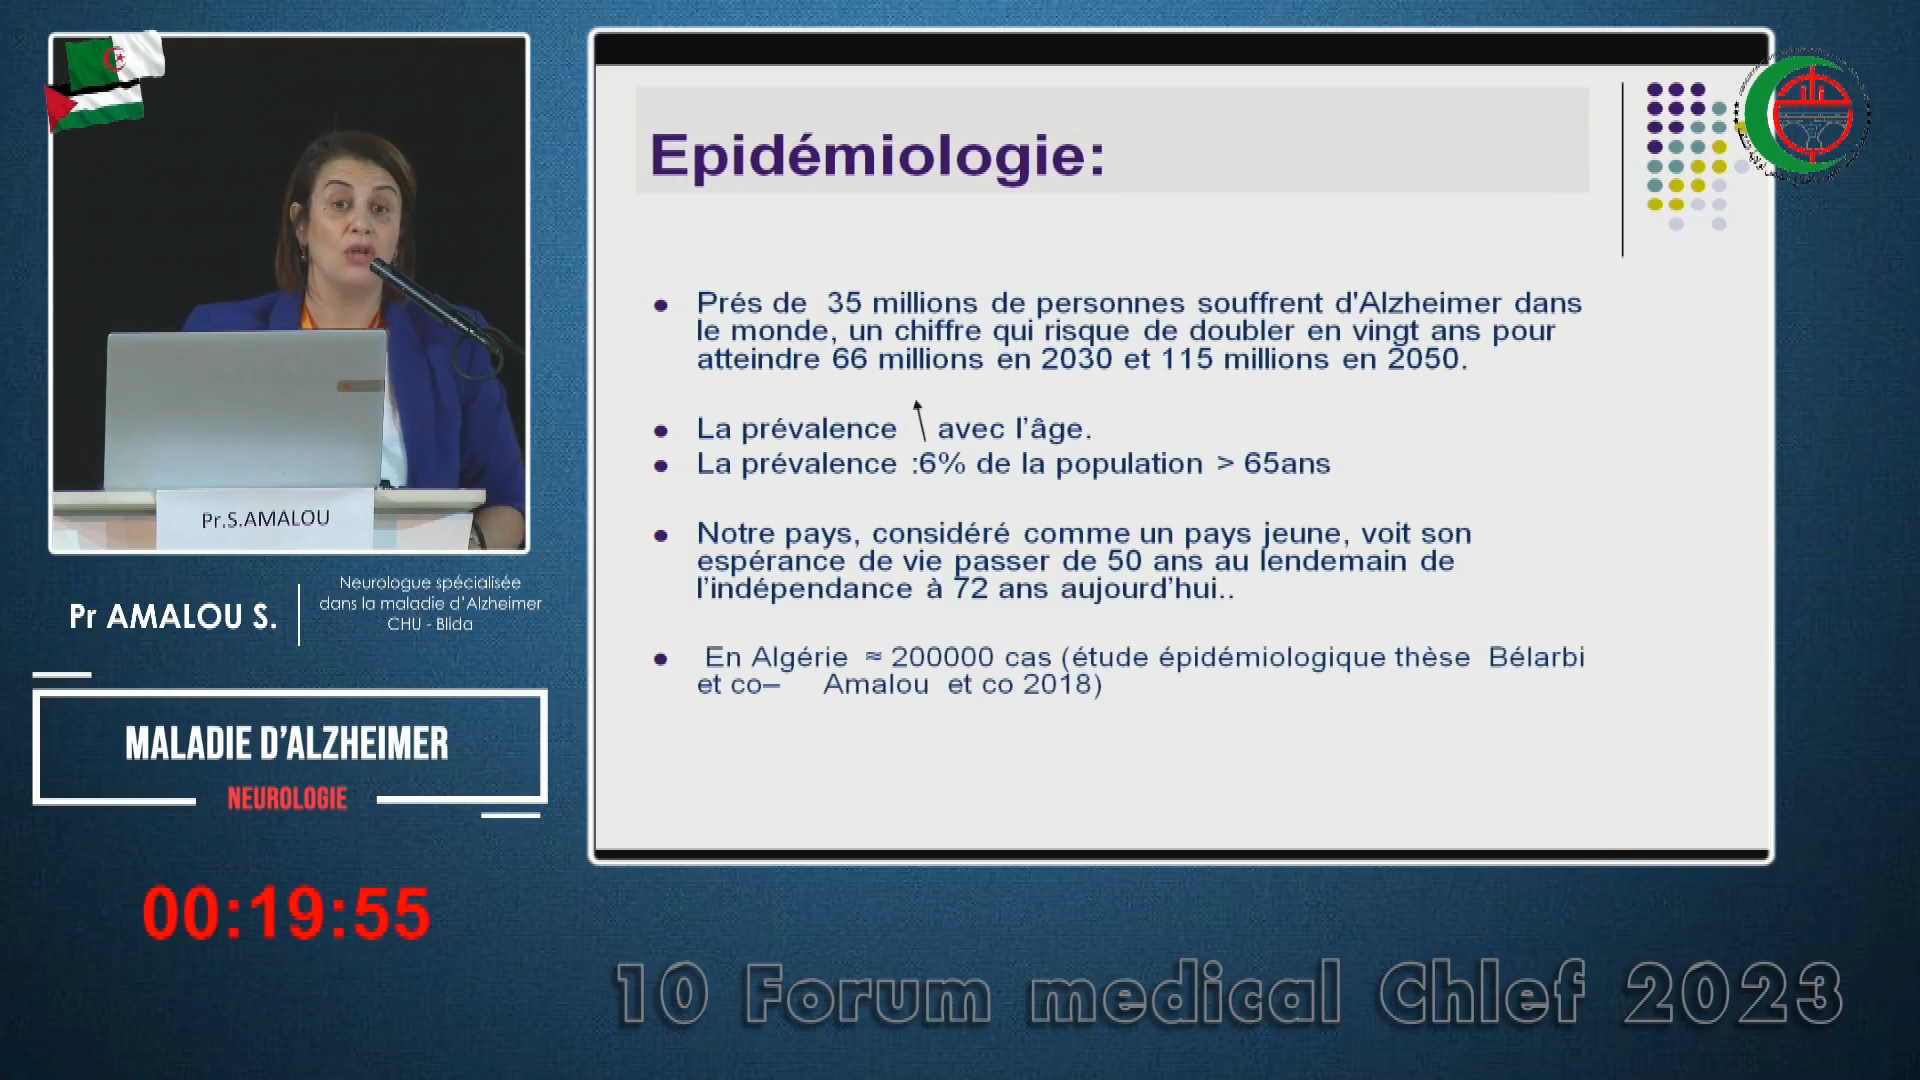 Pr.S.AMALOU
Pr AMALOU S.
Neurologue spécialisée
dans la maladie d'Alzheimer
CHU - Blida
MALADIE D'ALZHEIMER
NEUROLOGIE
00:19:55
Epidémiologie:
Prés de 35 millions de personnes souffrent d'Alzheimer dans
le monde, un chiffre qui risque de doubler en vingt ans pour
atteindre 66 millions en 2030 et 115 millions en 2050.
La prévalence avec l'âge.
La prévalence :6% de la population > 65ans
Notre pays, considéré comme un pays jeune, voit son
espérance de vie passer de 50 ans au lendemain de
l'indépendance à 72 ans aujourd'hui..
En Algérie ≈ 200000 cas (étude épidémiologique thèse Bélarbi
et co– Amalou et co 2018)
10 Forum medical Chlef 2023